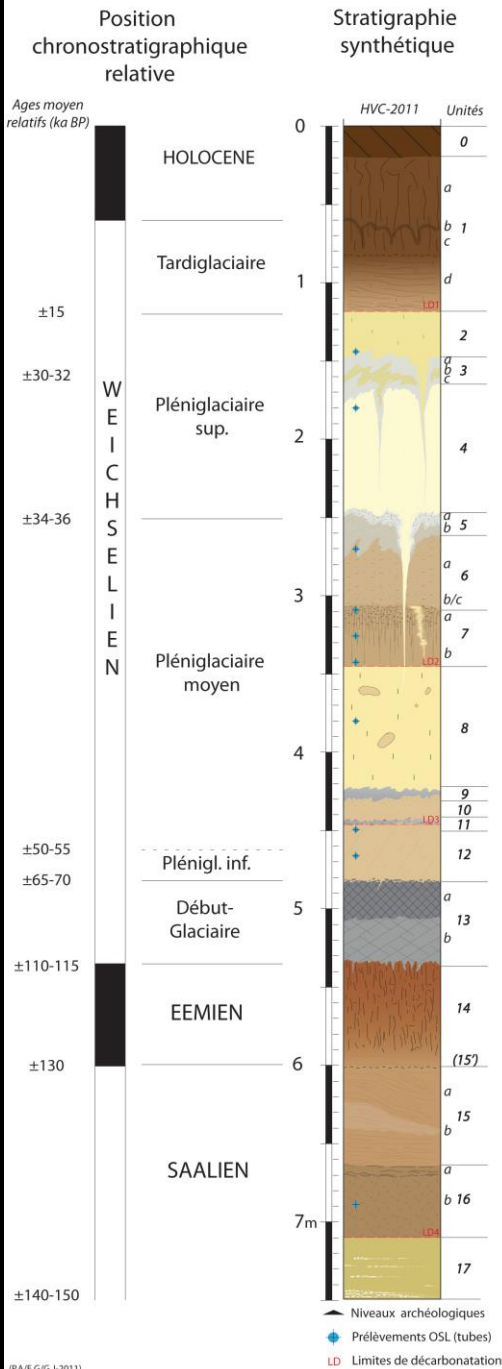 Position
chronostratigraphique
relative
Stratigraphie
synthétique
Ages moyen
relatifs (ka BP)
HVC-2011
Unités
0
0
HOLOCENE
a
b
1
c
Tardiglaciaire
1
d
LD1
±15
2
a
±30-32
b
3
c
WEICHSELIEN
Pléniglaciaire
sup.
2
4
±34-36
a
b
5
a
6
3
b/c
a
7
Pléniglaciaire
moyen
b
LD2
8
4
9
10
LD3
11
±50-55
12
Plénigl. inf.
±65-70
a
Début-
Glaciaire
5
13
b
±110-115
EEMIEN
14
±130
6
(15')
a
15
b
SAALIEN
a
b
16
7m
LD4
17
±140-150
Niveaux archéologiques
Prélèvements OSL (tubes)
LD Limites de décarbonatation